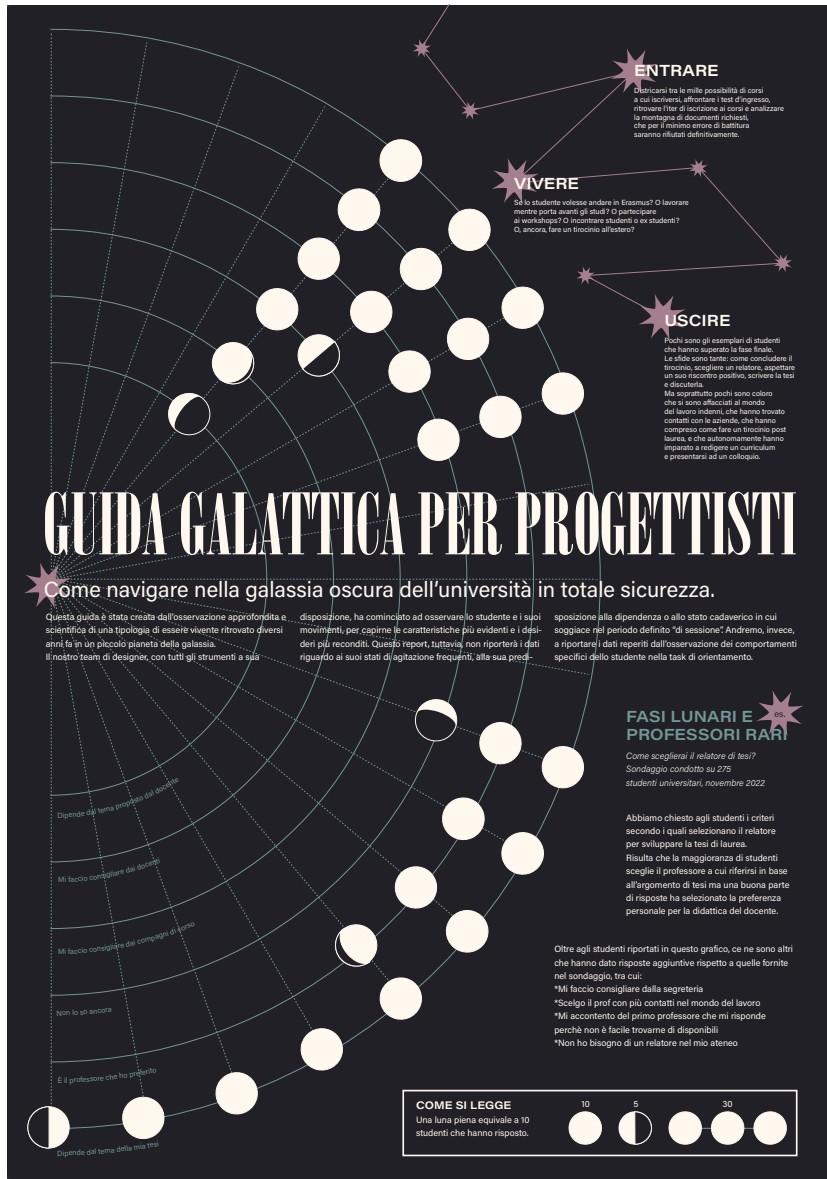 ENTRARE
Districarsi tra le mille possibilità di corsi
a cui iscriversi, affrontare i test d'ingresso,
ritrovare l'iter di iscrizione ai corsi e analizzare
la montagna di documenti richiesti,
che per il minimo errore di battitura
saranno rifiutati definitivamente.
VIVERE
Se lo studente volesse andare in Erasmus? O lavorare
mentre porta avanti gli studi? O partecipare
ai workshops? O incontrare studenti o ex studenti?
O, ancora, fare un tirocinio all'estero?
USCIRE
Pochi sono gli esemplari di studenti
che hanno superato la fase finale.
Le sfide sono tante: come concludere il
tirocinio, scegliere un relatore, aspettare
un suo riscontro positivo, scrivere la tesi
e discuterla.
Ma soprattutto pochi sono coloro
che si sono affacciati al mondo
del lavoro indenni, che hanno trovato
contatti con le aziende, che hanno
compreso come fare un tirocinio post
laurea, e che autonomamente hanno
imparato a redigere un curriculum
e presentarsi ad un colloquio.
GUIDA GALATTICA PER PROGETTISTI
Come navigare nella galassia oscura dell'università in totale sicurezza.
Questa guida è stata creata dall'osservazione approfondita e
scientifica di una tipologia di essere vivente ritrovato diversi
anni fa in un piccolo pianeta della galassia.
Il nostro team di designer, con tutti gli strumenti a sua
disposizione, ha cominciato ad osservare lo studente e i suoi
movimenti, per capirne le caratteristiche più evidenti e i desi-
deri più reconditi. Questo report, tuttavia, non riporterà i dati
riguardo ai suoi stati di agitazione frequenti, alla sua predi-
sposizione alla dipendenza o allo stato cadaverico in cui
soggiace nel periodo definito "di sessione". Andremo, invece,
a riportare i dati reperiti dall'osservazione dei comportamenti
specifici dello studente nella task di orientamento.
es.
FASI LUNARI E
PROFESSORI RARI
Come sceglierai il relatore di tesi?
Sondaggio condotto su 275
studenti universitari, novembre 2022
Abbiamo chiesto agli studenti i criteri
secondo i quali selezionano il relatore
per sviluppare la tesi di laurea.
Risulta che la maggioranza di studenti
sceglie il professore a cui riferirsi in base
all'argomento di tesi ma una buona parte
di risposte ha selezionato la preferenza
personale per la didattica del docente.
Oltre agli studenti riportati in questo grafico, ce ne sono altri
che hanno dato risposte aggiuntive rispetto a quelle fornite
nel sondaggio, tra cui:
*Mi faccio consigliare dalla segreteria
*Scelgo il prof con più contatti nel mondo del lavoro
*Mi accontento del primo professore che mi risponde
perchè non è facile trovarne di disponibili
*Non ho bisogno di un relatore nel mio ateneo
Dipende dal tema proposto dal docente
Mi faccio consigliare dai docenti
Mi faccio consigliare dai compagni di corso
Non lo so ancora
È il professore che ho preferito
Dipende dal tema della mia tesi
COME SI LEGGE
Una luna piena equivale a 10
studenti che hanno risposto.
10
5
30